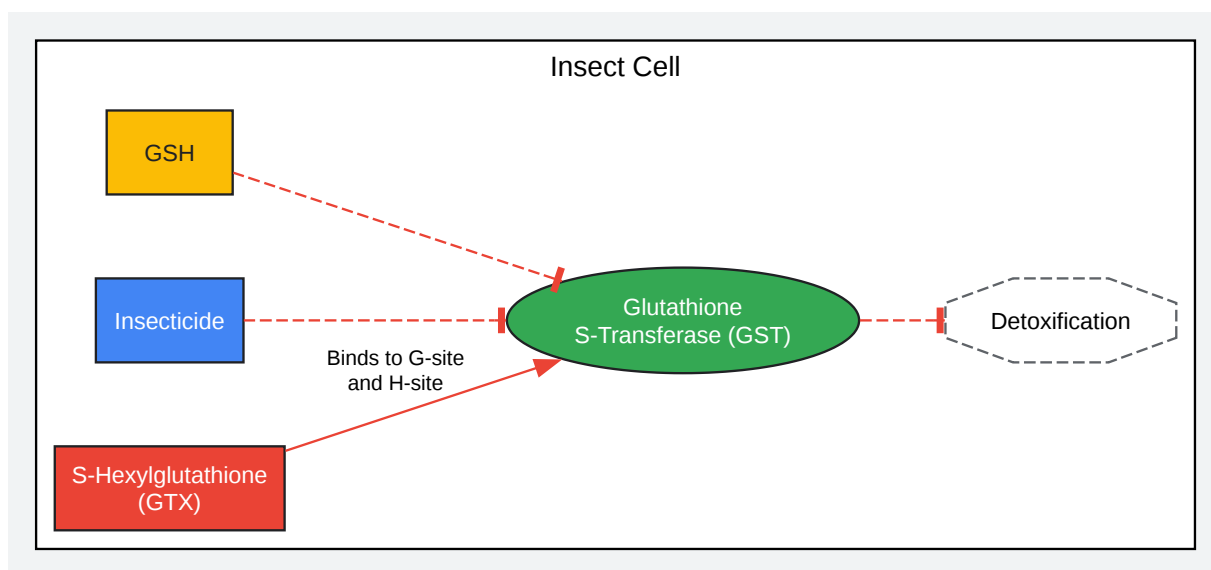 Insect Cell
GSH
Insecticide
Glutathione
S-Transferase (GST)
Detoxification
Binds to G-site
and H-site
S-Hexylglutathione
(GTX)